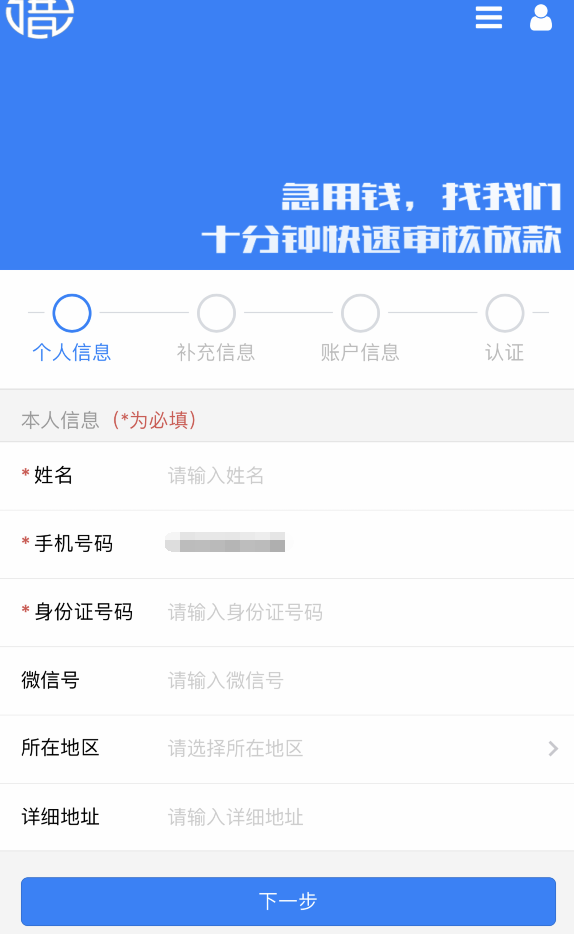 急用钱，找我们
十分钟快速审核放款
个人信息 补充信息 账户信息 认证
本人信息（*为必填）
*姓名 请输入姓名
*手机号码
*身份证号码 请输入身份证号码
微信号 请输入微信号
所在地区 请选择所在地区
详细地址 请输入详细地址
下一步